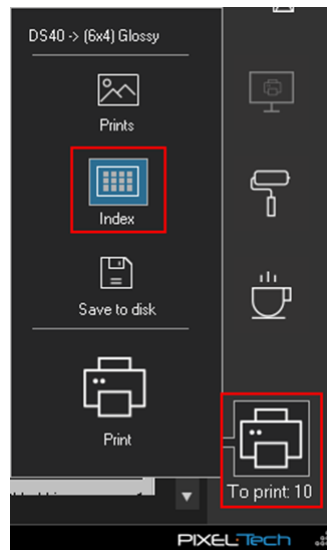 DS40 -> (6x4) Glossy
Prints
Index
Save to disk
Print
To print: 10
PIXEL-Tech